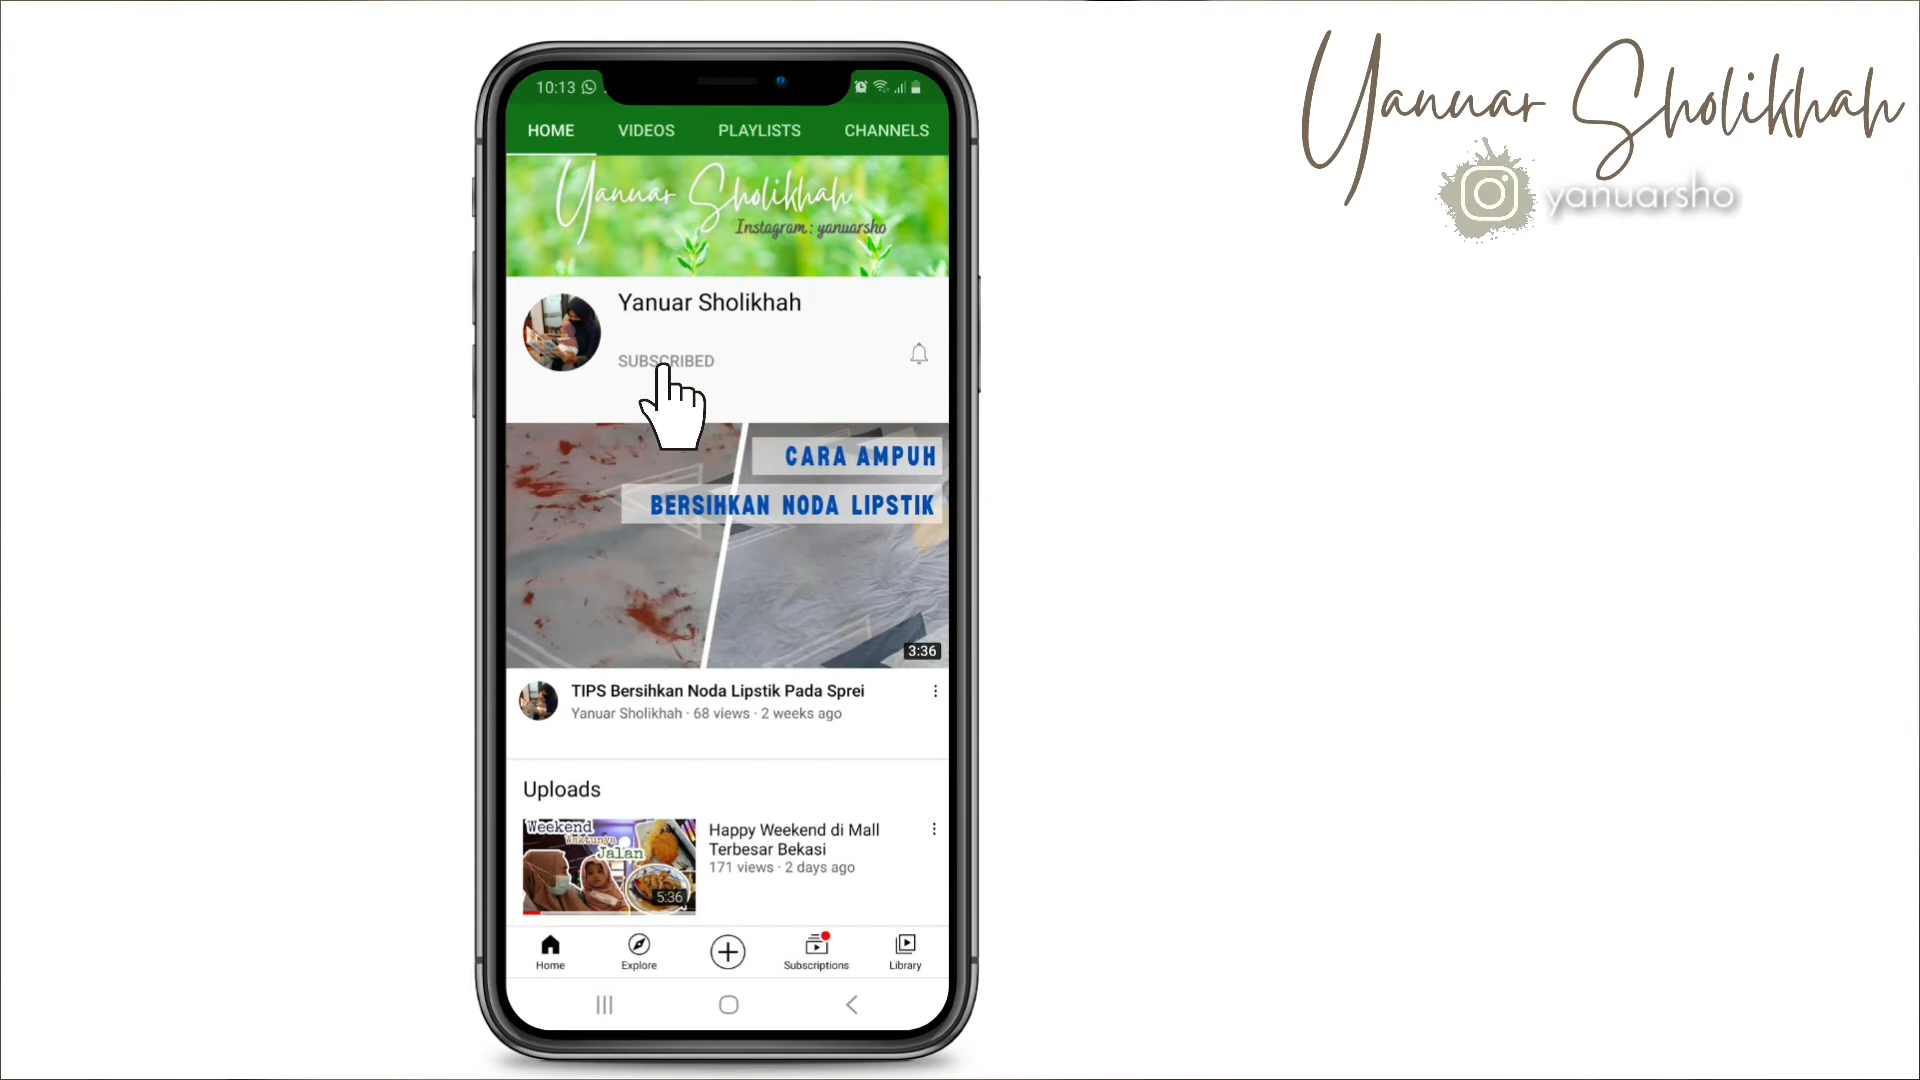 Yanuar Sholikhah
yanuarsho
10:13
HOME VIDEOS PLAYLISTS CHANNELS
Yanuar Sholikhah
Instagram : yanuarsho
Yanuar Sholikhah
SUBSCRIBED
CARA AMPUH
BERSIHKAN NODA LIPSTIK
3:36
TIPS Bersihkan Noda Lipstik Pada Sprei
Yanuar Sholikhah · 68 views · 2 weeks ago
Uploads
Weekend
Waktunya
Jalan
5:36
Happy Weekend di Mall
Terbesar Bekasi
171 views · 2 days ago
Home Explore Subscriptions Library